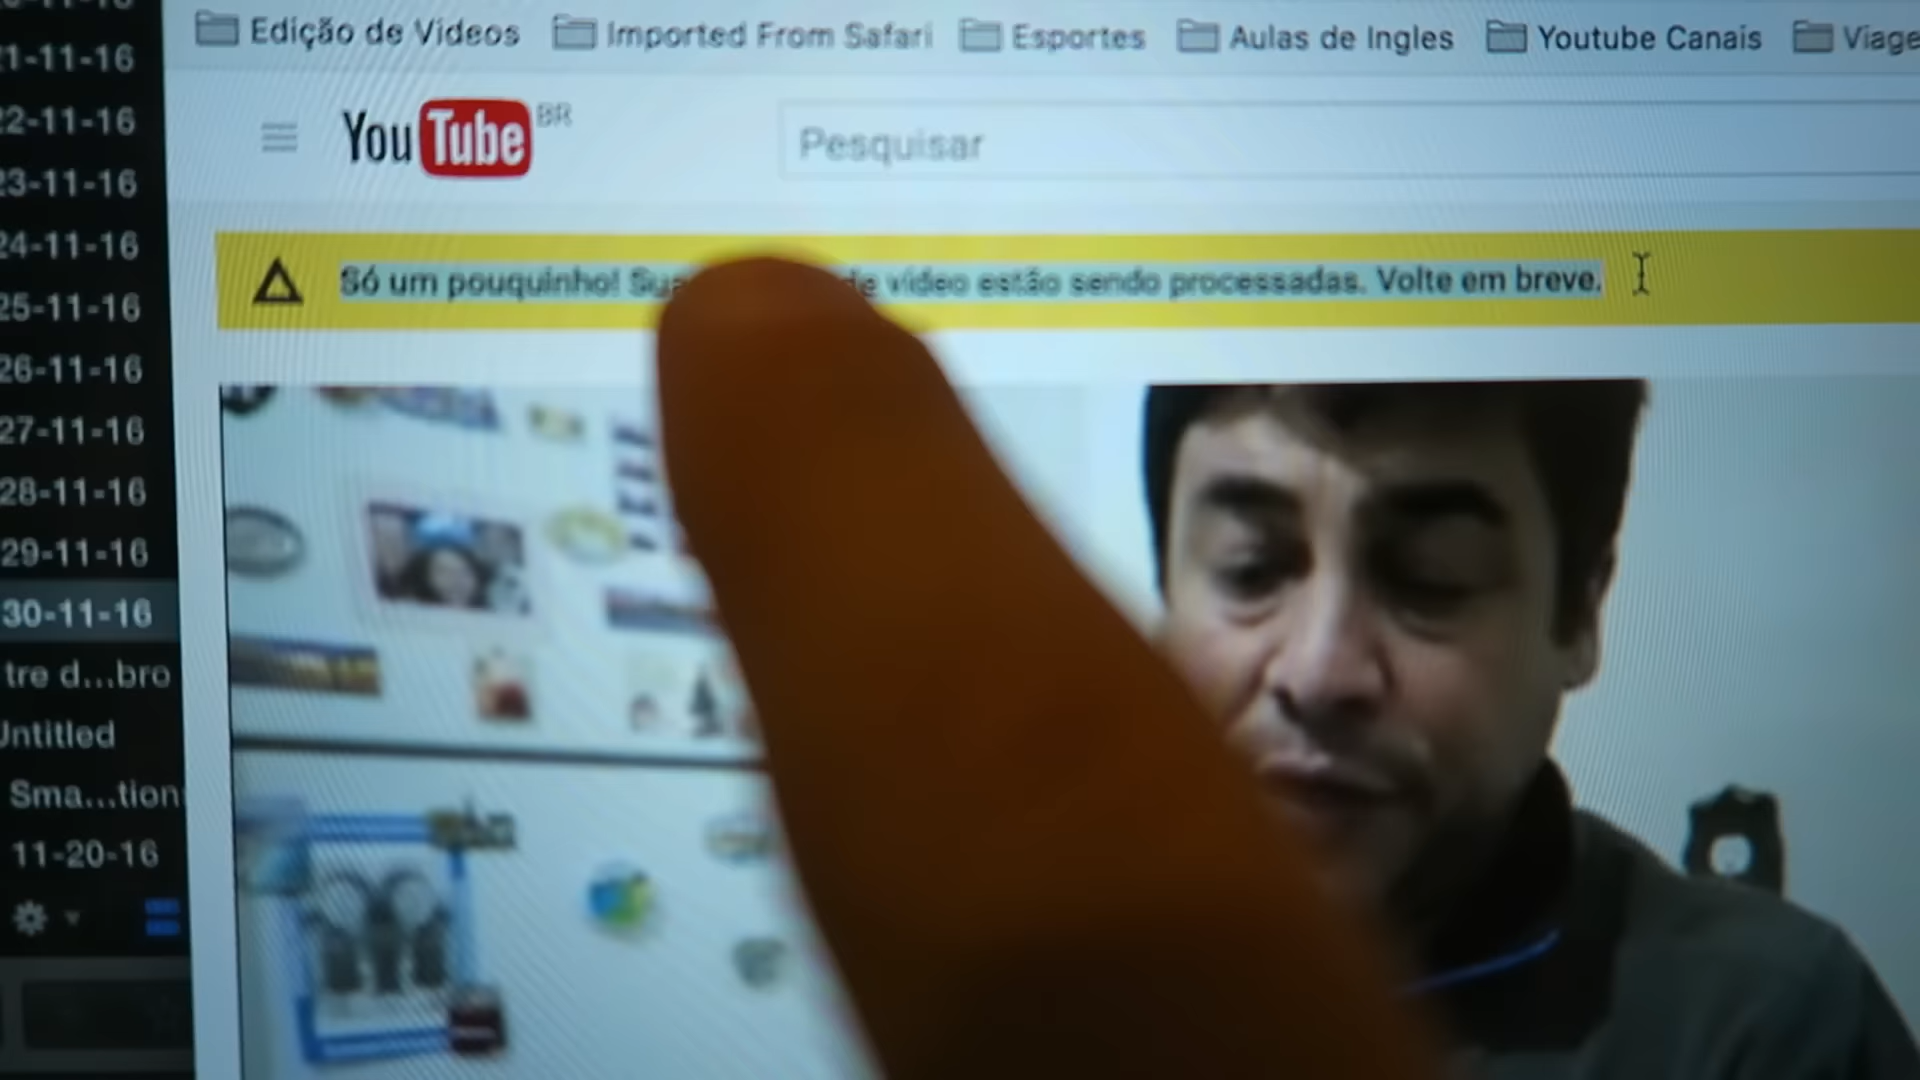 Edição de Videos Imported From Safari Esportes Aulas de Ingles Youtube Canais Viage
YouTube BR
Pesquisar
Só um pouquinho! de vídeo estão sendo processadas. Volte em breve.
21-11-16
22-11-16
23-11-16
24-11-16
25-11-16
26-11-16
27-11-16
28-11-16
29-11-16
30-11-16
tre d...bro
Untitled
Sma...tion
11-20-16